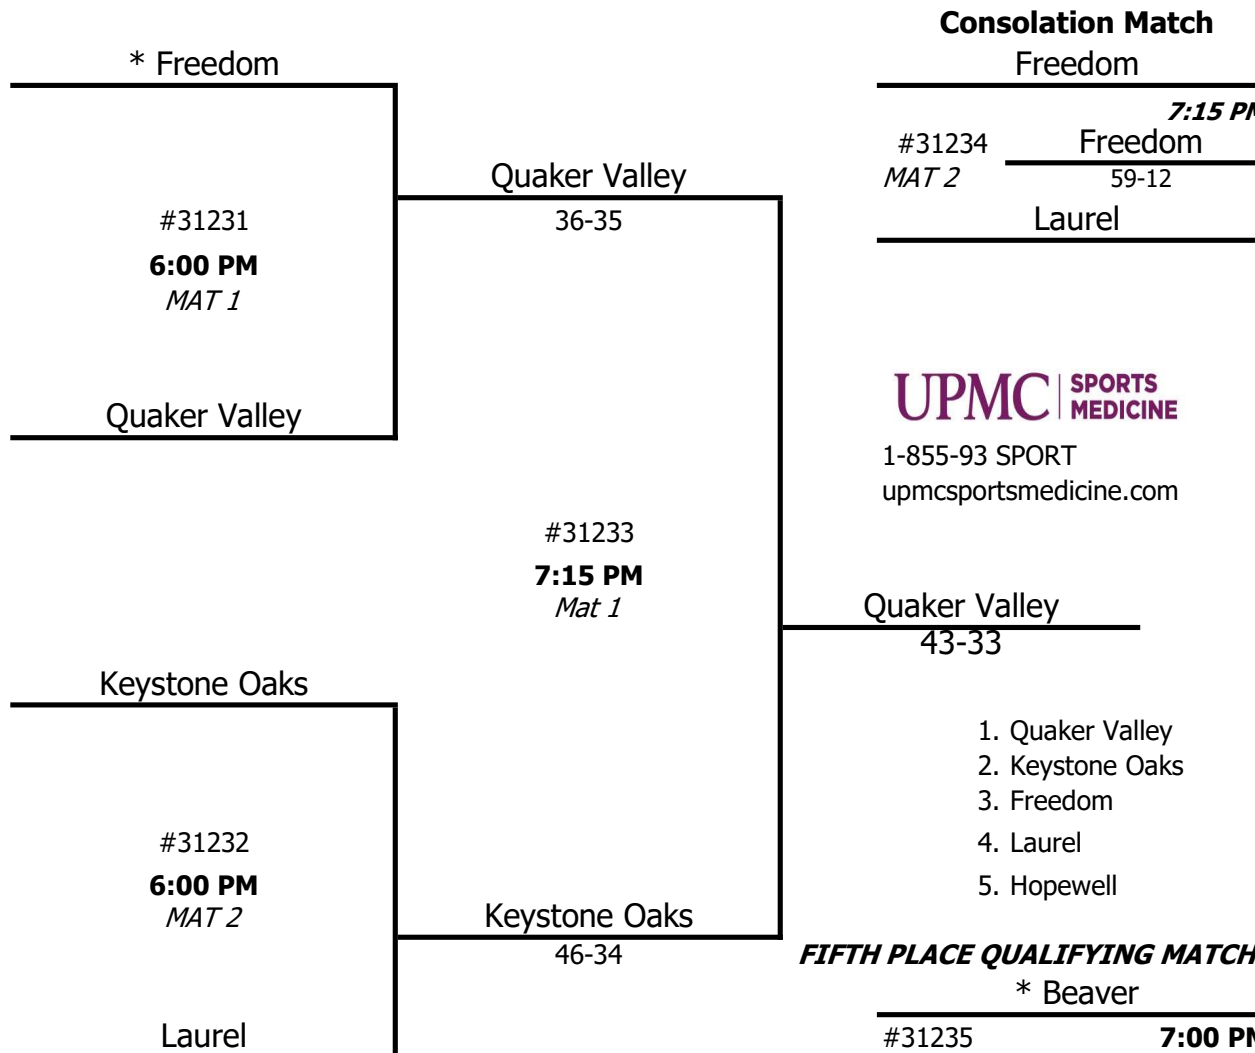 Consolation Match
* Freedom
Freedom
7:15 PM
#31234
Freedom
MAT 2
59-12
Quaker Valley
#31231
36-35
Laurel
6:00 PM
MAT 1
Quaker Valley
UPMC SPORTS MEDICINE
1-855-93 SPORT
upmcsportsmedicine.com
#31233
7:15 PM
Mat 1
Quaker Valley
43-33
Keystone Oaks
1. Quaker Valley
2. Keystone Oaks
3. Freedom
#31232
4. Laurel
6:00 PM
5. Hopewell
MAT 2
Keystone Oaks
46-34
FIFTH PLACE QUALIFYING MATCH
* Beaver
Laurel
#31235
7:00 PM